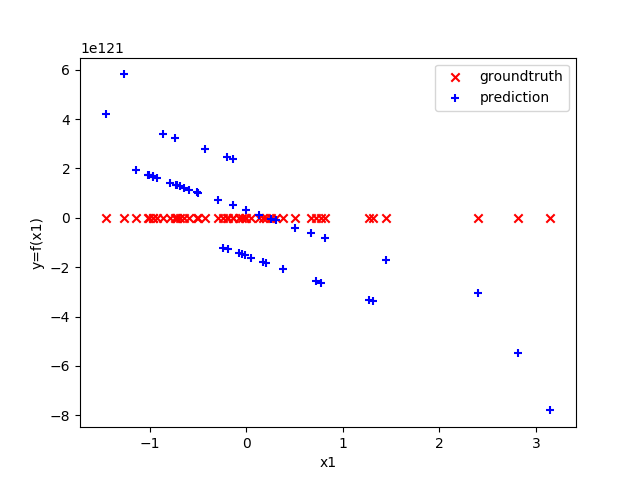 1e121
6
4
2
0
−2
−4
−6
−8
y=f(x1)
groundtruth
prediction
−1 0 1 2 3
x1